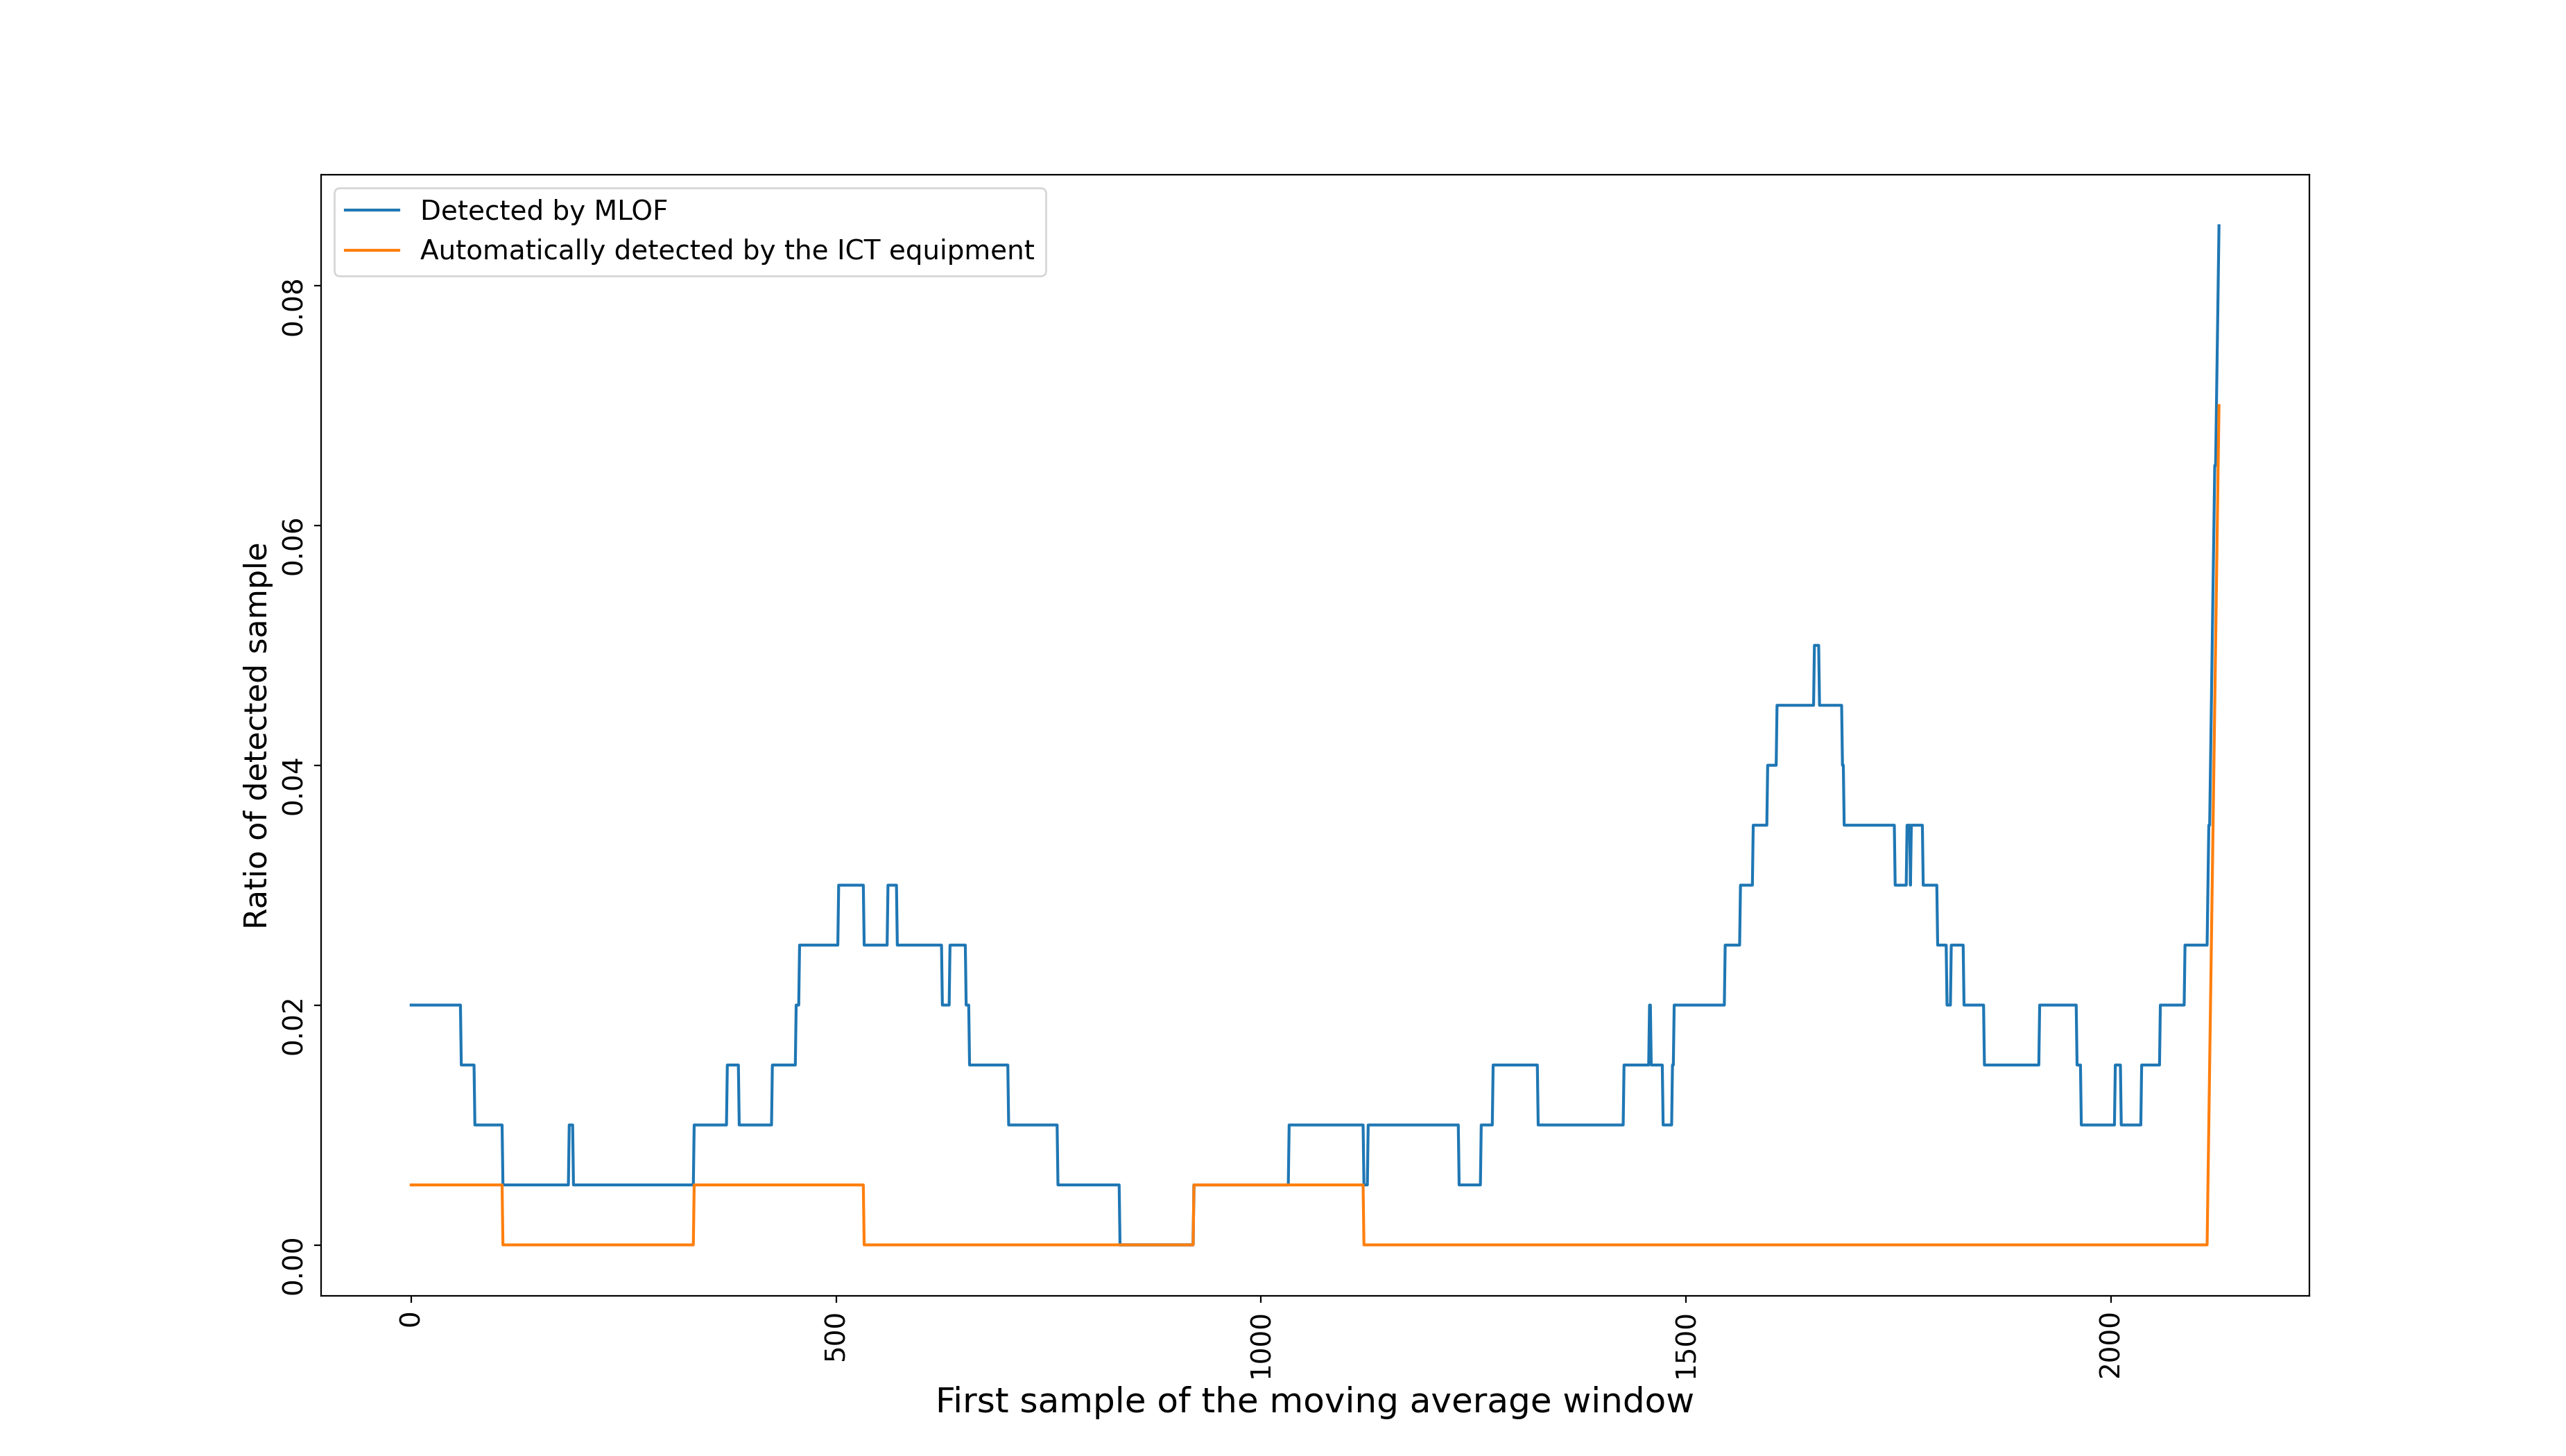 Detected by MLOF
Automatically detected by the ICT equipment
Ratio of detected sample
0.08
0.06
0.04
0.02
0.00
0
500
1000
1500
2000
First sample of the moving average window